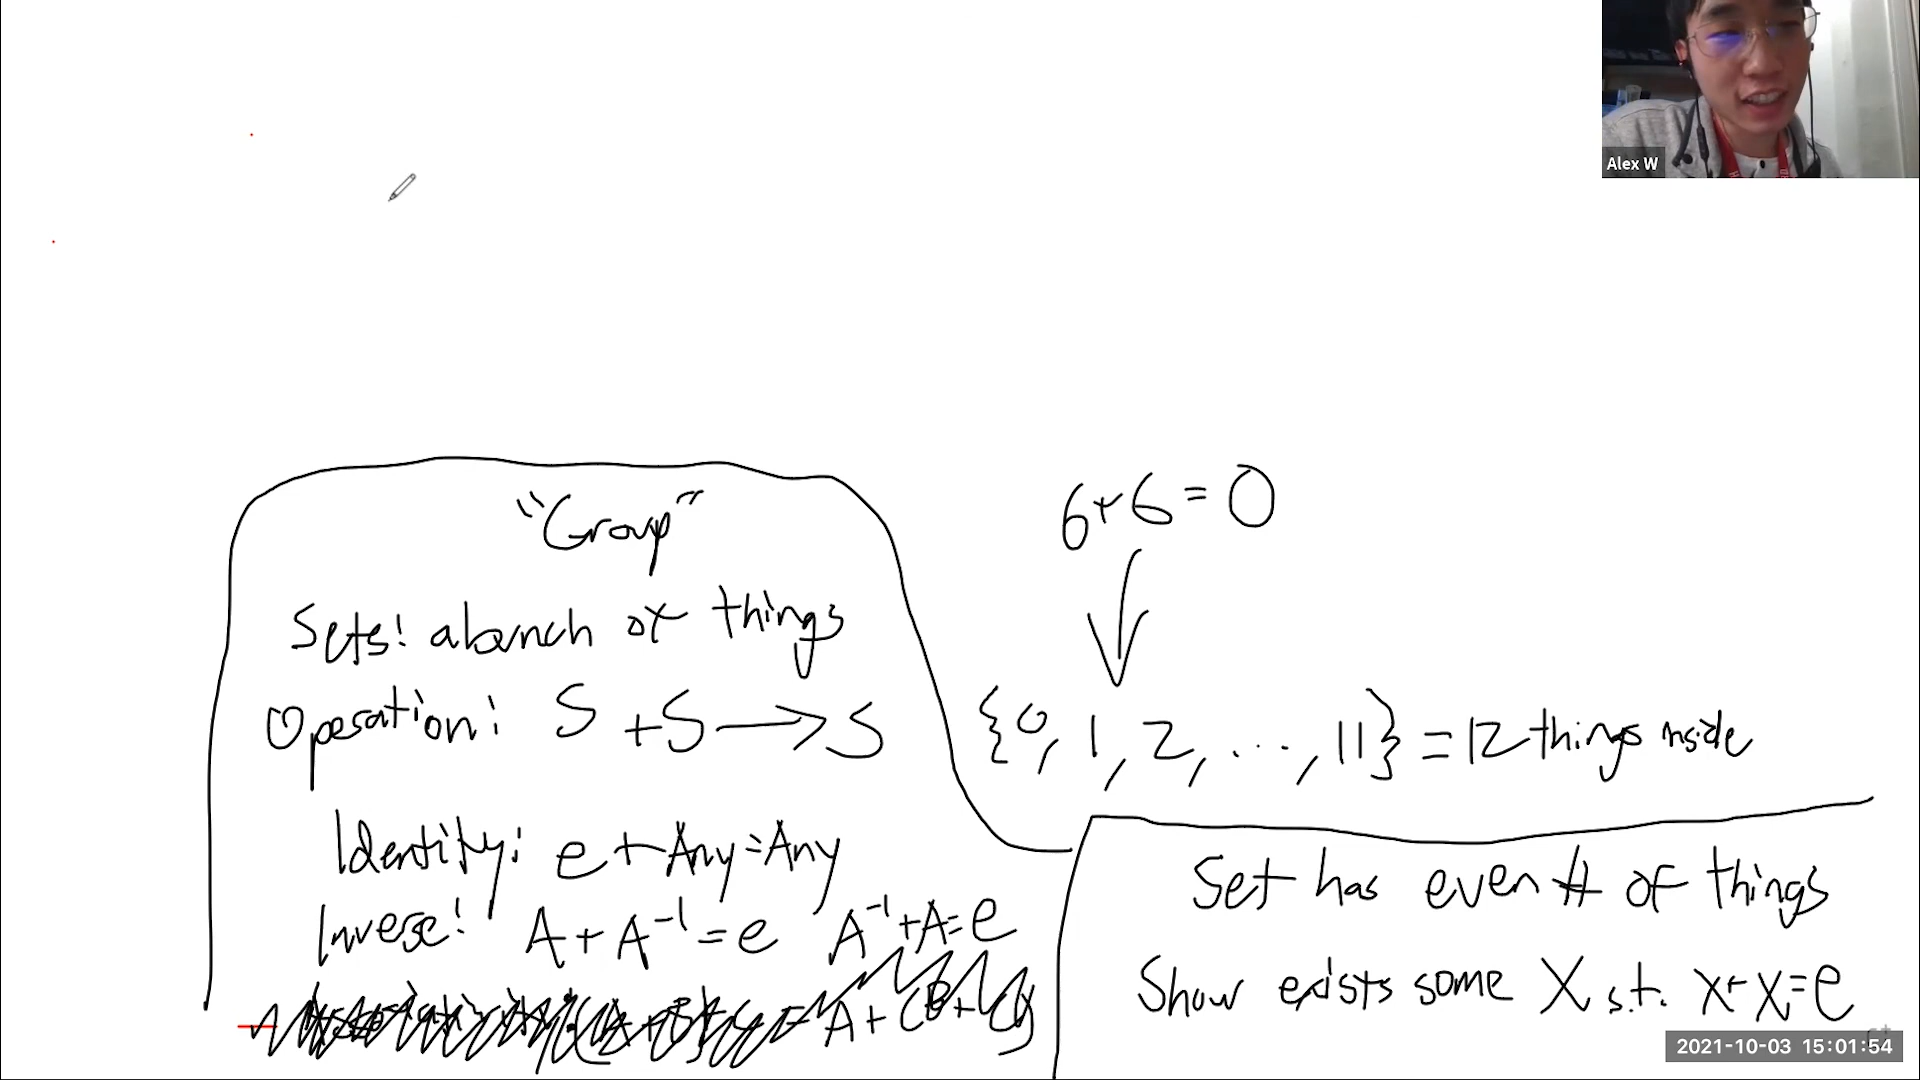 Alex W
"Group"
Sets: a bunch of things
Operation: S + S → S
Identity: e + Any = Any
Inverse: A + A⁻¹ = e A⁻¹ + A = e
Associativity: (A + B) + C = A + (B + C)
6+6=0
{0, 1, 2, ..., 11} = 12 things inside
Set has even # of things
Show exists some X s.t. X+X=e
2021-10-03 15:01:54